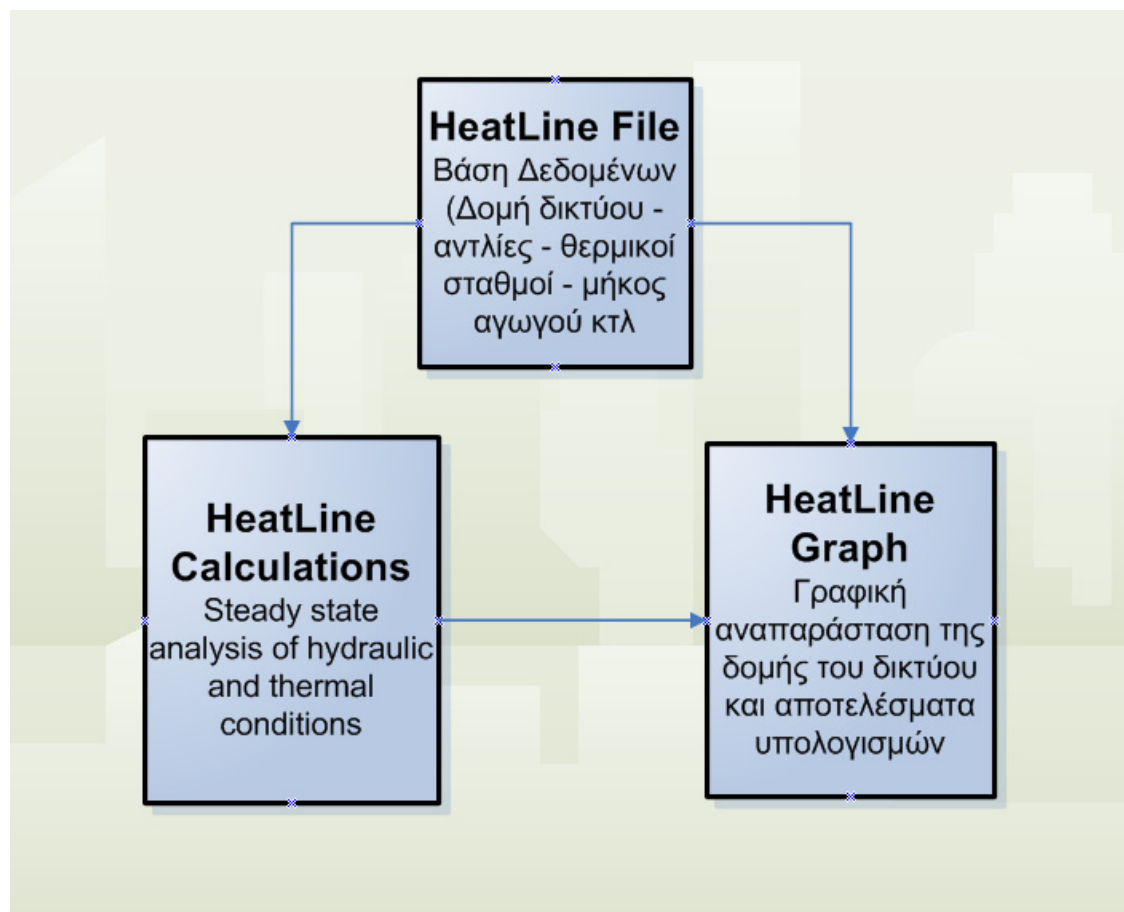 HeatLine File
Βάση Δεδομένων
(Δομή δικτύου -
αντλίες - θερμικοί
σταθμοί - μήκος
αγωγού κτλ
HeatLine
Calculations
Steady state
analysis of hydraulic
and thermal
conditions
HeatLine
Graph
Γραφική
αναπαράσταση της
δομής του δικτύου
και αποτελέσματα
υπολογισμών